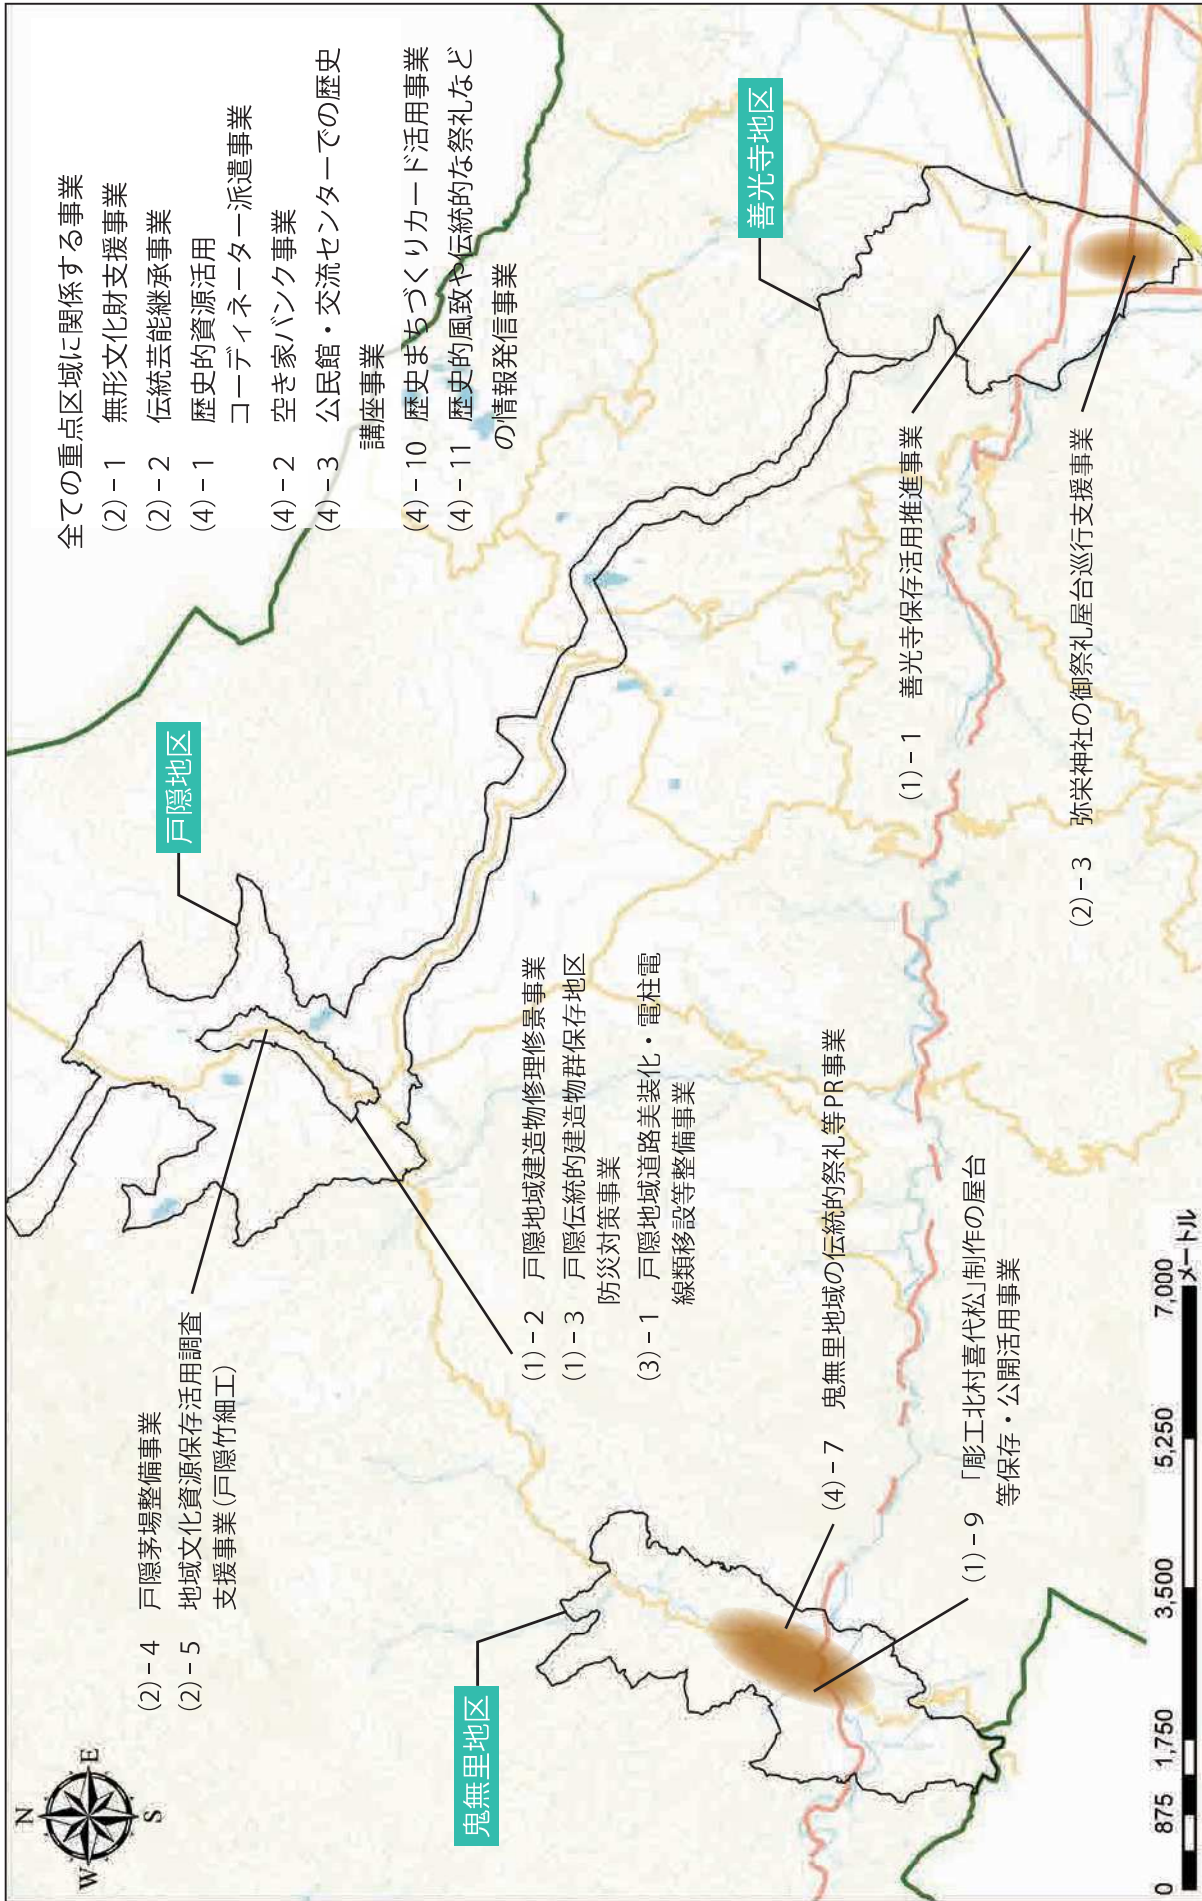 N
W
E
S
戸隠地区
善光寺地区
鬼無里地区
全ての重点区域に関係する事業
(2)-1 無形文化財支援事業
(2)-2 伝統芸能継承事業
(4)-1 歴史的資源活用
コーディネーター派遣事業
(4)-2 空き家バンク事業
(4)-3 公民館・交流センターでの歴史
講座事業
(4)-10 歴史まちづくりカード活用事業
(4)-11 歴史的風致や伝統的な祭礼など
の情報発信事業
(2)-4 戸隠茅場整備事業
(2)-5 地域文化資源保存活用調査
支援事業(戸隠竹細工)
(1)-2 戸隠地域建造物修理修景事業
(1)-3 戸隠伝統的建造物群保存地区
防災対策事業
(3)-1 戸隠地域道路美装化・電柱電
線類移設等整備事業
(4)-7 鬼無里地域の伝統的祭礼等PR事業
(1)-9 「彫工北村喜代松」制作の屋台
等保存・公開活用事業
(1)-1 善光寺保存活用推進事業
(2)-3 弥栄神社の御祭礼屋台巡行支援事業
0 875 1,750 3,500 5,250 7,000
メートル